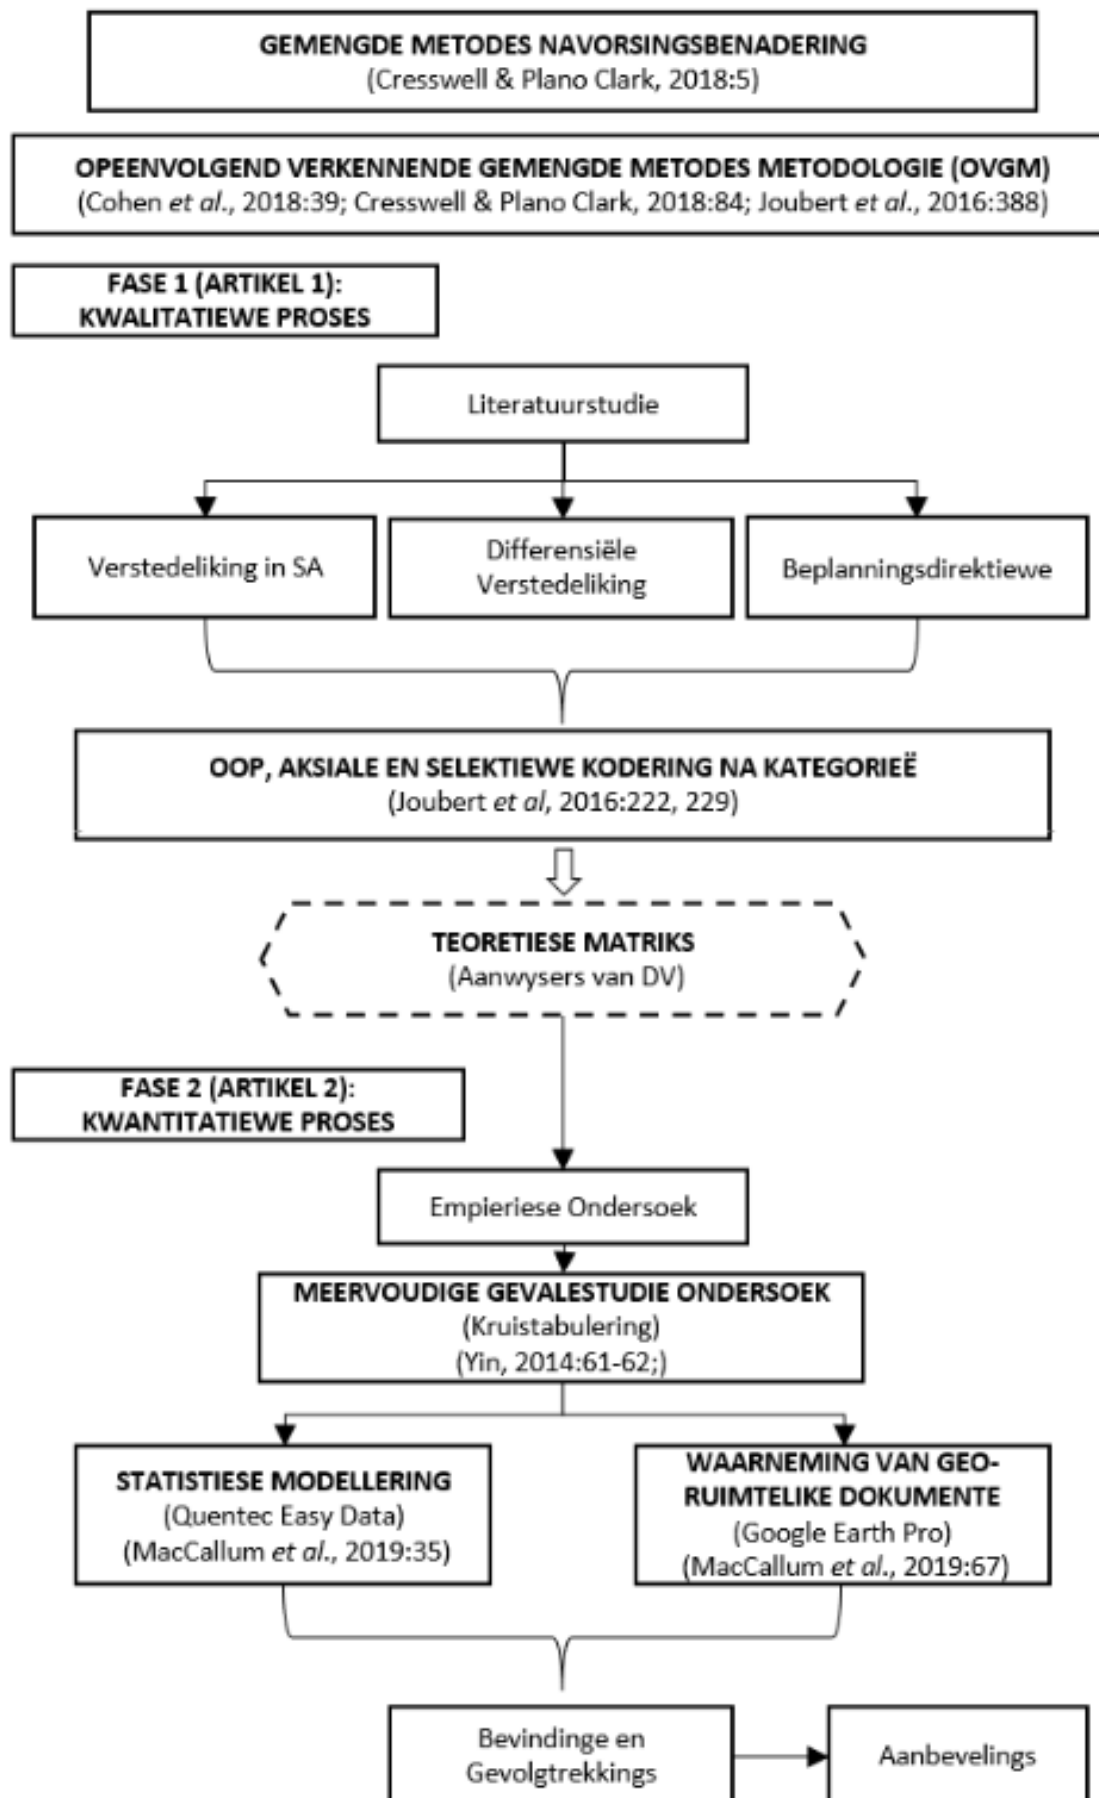 GEMENGDE METODES NAVORSINGSBENADERING
(Cresswell & Plano Clark, 2018:5)
OPEENVOLGEND VERKENNENDE GEMENGDE METODES METODOLOGIE (OVGM)
(Cohen et al., 2018:39; Cresswell & Plano Clark, 2018:84; Joubert et al., 2016:388)
FASE 1 (ARTIKEL 1):
KWALITATIEWE PROSES
Literatuurstudie
Verstedeliking in SA
Differensiële
Verstedeliking
Beplanningsdirektiewe
OOP, AKSIALE EN SELEKTIEWE KODERING NA KATEGORIEË
(Joubert et al, 2016:222, 229)
TEORETIESE MATRIKS
(Aanwysers van DV)
FASE 2 (ARTIKEL 2):
KWANTITATIEWE PROSES
Empieriese Ondersoek
MEERVOUDIGE GEVALESTUDIE ONDERSOEK
(Kruistabulering)
(Yin, 2014:61-62;)
STATISTIESE MODELLERING
(Quentec Easy Data)
(MacCallum et al., 2019:35)
WAARNEMING VAN GEO-
RUIMTELIKE DOKUMENTE
(Google Earth Pro)
(MacCallum et al., 2019:67)
Bevindinge en
Gevolgtrekkings
Aanbevelings